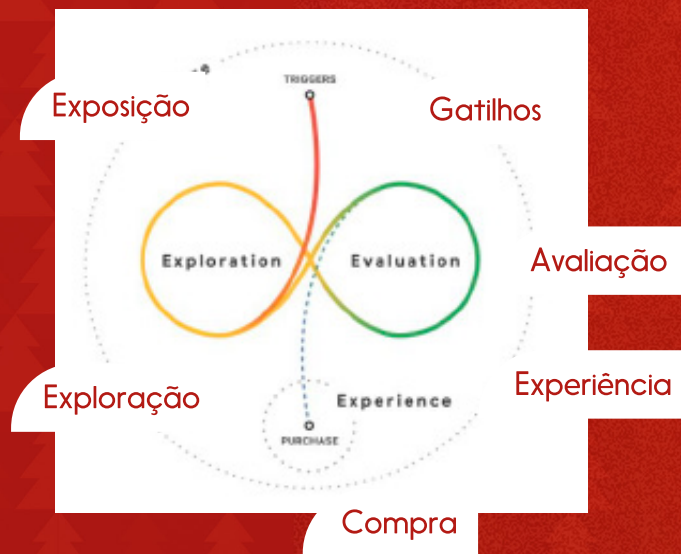 TRIGGERS
Exposição
Gatilhos
Exploration
Evaluation
Avaliação
Experiência
Exploração
Experience
PURCHASE
Compra